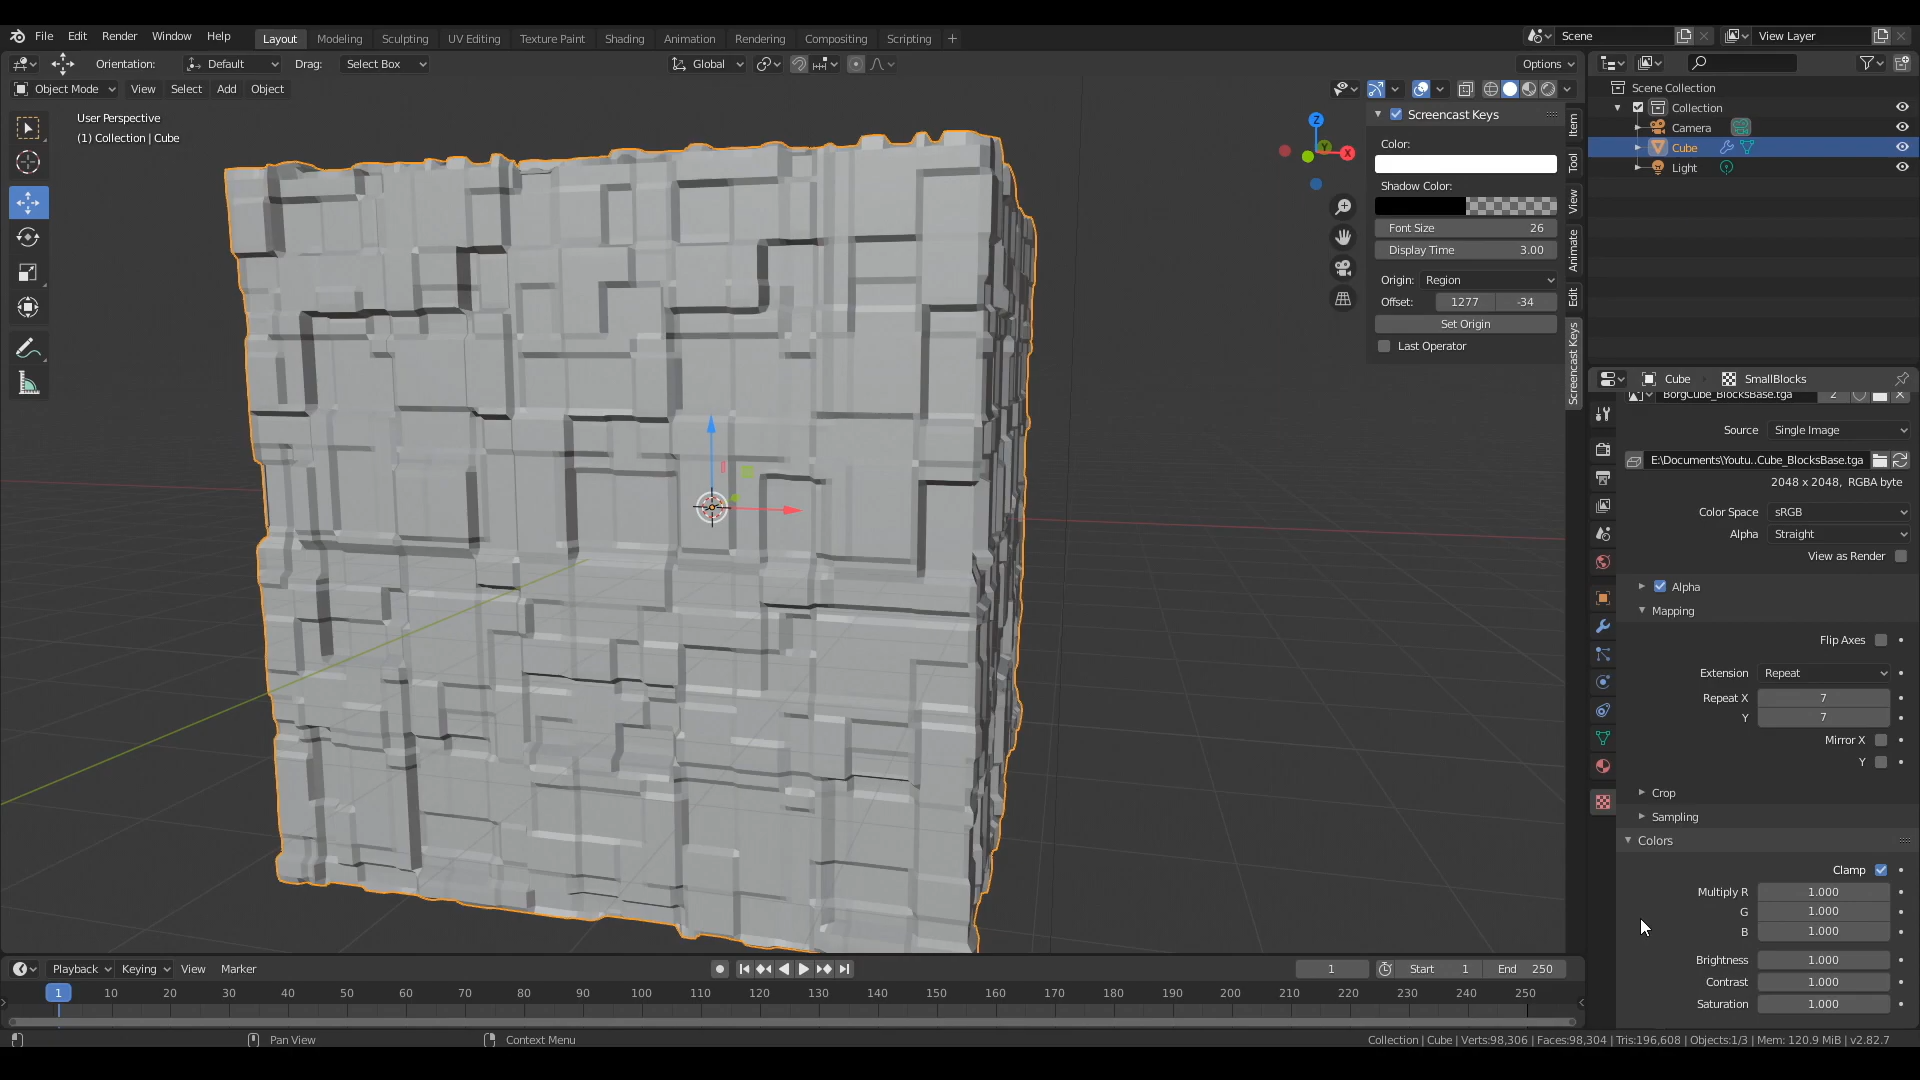 File Edit Render Window Help Layout Modeling Sculpting UV Editing Texture Paint Shading Animation Rendering Compositing Scripting + Scene View Layer
Orientation: Default Drag: Select Box Global Options
Object Mode View Select Add Object
User Perspective
(1) Collection | Cube
Z
Y
X
Screencast Keys
Color:
Shadow Color:
Font Size 26
Display Time 3.00
Origin: Region
Offset: 1277 -34
Set Origin
Last Operator
Item
Tool
View
Animate
Edit
Screencast Keys
Scene Collection
Collection
Camera
Cube
Light
Cube SmallBlocks
BorgCube_BlocksBase.tga 2
Source Single Image
E:\Documents\Youtu..Cube_BlocksBase.tga
2048 x 2048, RGBA byte
Color Space sRGB
Alpha Straight
View as Render
Alpha
Mapping
Flip Axes
Extension Repeat
Repeat X 7
Y 7
Mirror X
Y
Crop
Sampling
Colors
Clamp
Multiply R 1.000
G 1.000
B 1.000
Brightness 1.000
Contrast 1.000
Saturation 1.000
Playback Keying View Marker 1 Start 1 End 250
1 10 20 30 40 50 60 70 80 90 100 110 120 130 140 150 160 170 180 190 200 210 220 230 240 250
Pan View Context Menu Collection | Cube | Verts:98,306 | Faces:98,304 | Tris:196,608 | Objects:1/3 | Mem: 120.9 MiB | v2.82.7